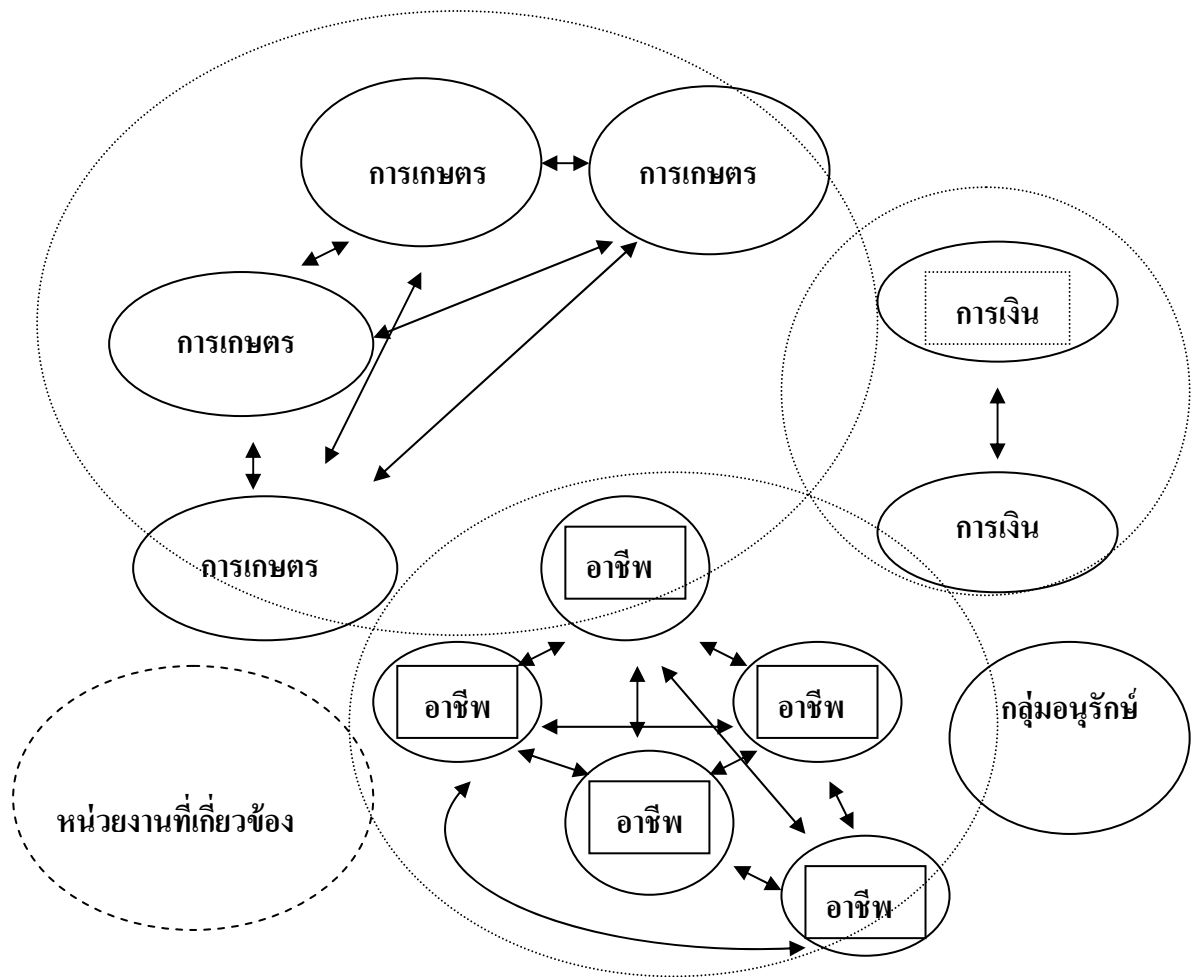 การเกษตร
การเกษตร
การเงิน
การเกษตร
การเงิน
การเกษตร
อาชีพ
อาชีพ
อาชีพ
กลุ่มอนุรักษ์
อาชีพ
หน่วยงานที่เกี่ยวข้อง
อาชีพ